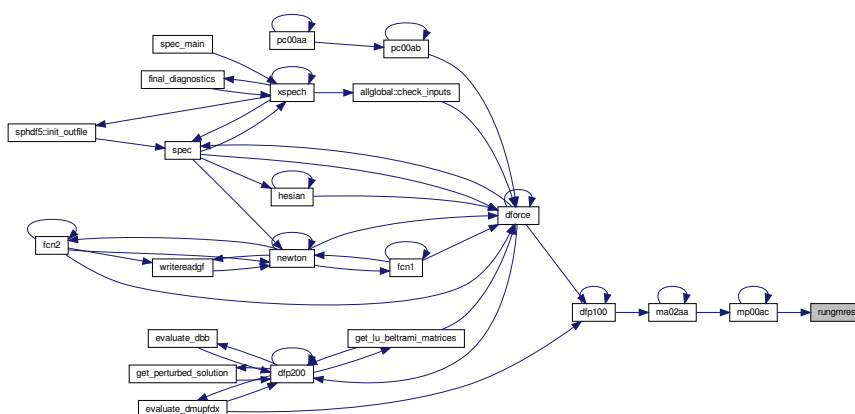 pc00aa
pc00ab
spec_main
final_diagnostics
xspech
allglobal::check_inputs
sphdf5::init_outfile
spec
hesian
dforce
fcn2
newton
writereadgf
fcn1
dfp100
ma02aa
mp00ac
rungmres
evaluate_dbb
get_lu_beltrami_matrices
get_perturbed_solution
dfp200
evaluate_dmupfdx